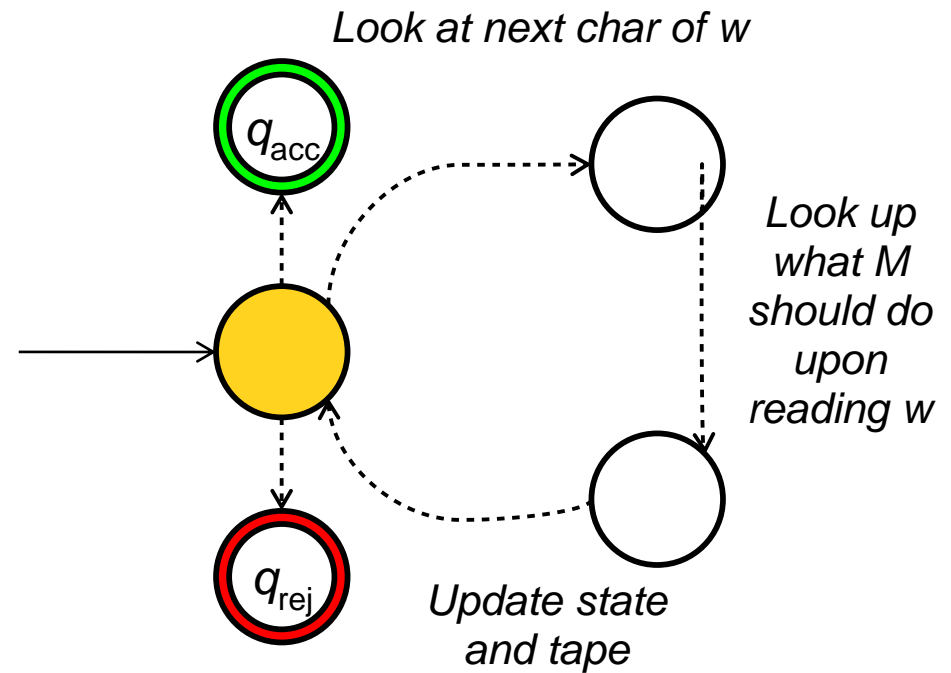 Look at next char of w
qacc
Look up
what M
should do
upon
reading w
qrej
Update state
and tape